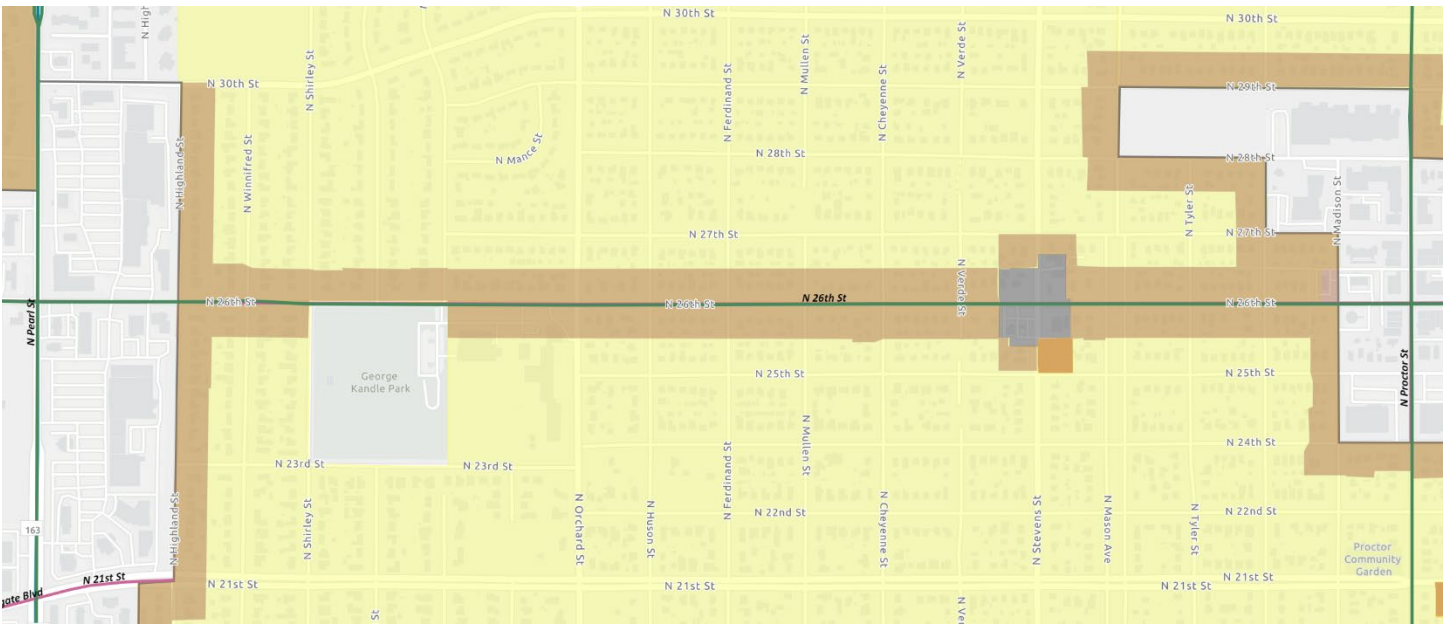 N 30th St
N 30th St
N High
N Mullen St
N Verde St
N Shirley St
N 30th St
N Ferdinand St
N Cheyenne St
N 29th St
N Highland St
N Winnifred St
N Mance St
N 28th St
N 28th St
N Tyler St
N Madison St
N 27th St
N 27th St
N Verde St
N Pearl St
N 26th St
N 26th St
N 26th St
N 26th St
George
Kandle Park
N 25th St
N 25th St
N Proctor St
N Mullen St
N 24th St
N Ferdinand St
N 23rd St
N 23rd St
N Highland St
N Shirley St
N Orchard St
N Huson St
N 22nd St
N Cheyenne St
N Stevens St
N Mason Ave
N Tyler St
N 22nd St
163
Proctor
Community
Garden
N 21st St
N 21st St
N 21st St
N 21st St
N 21st St
gate Blvd
St
N Ver